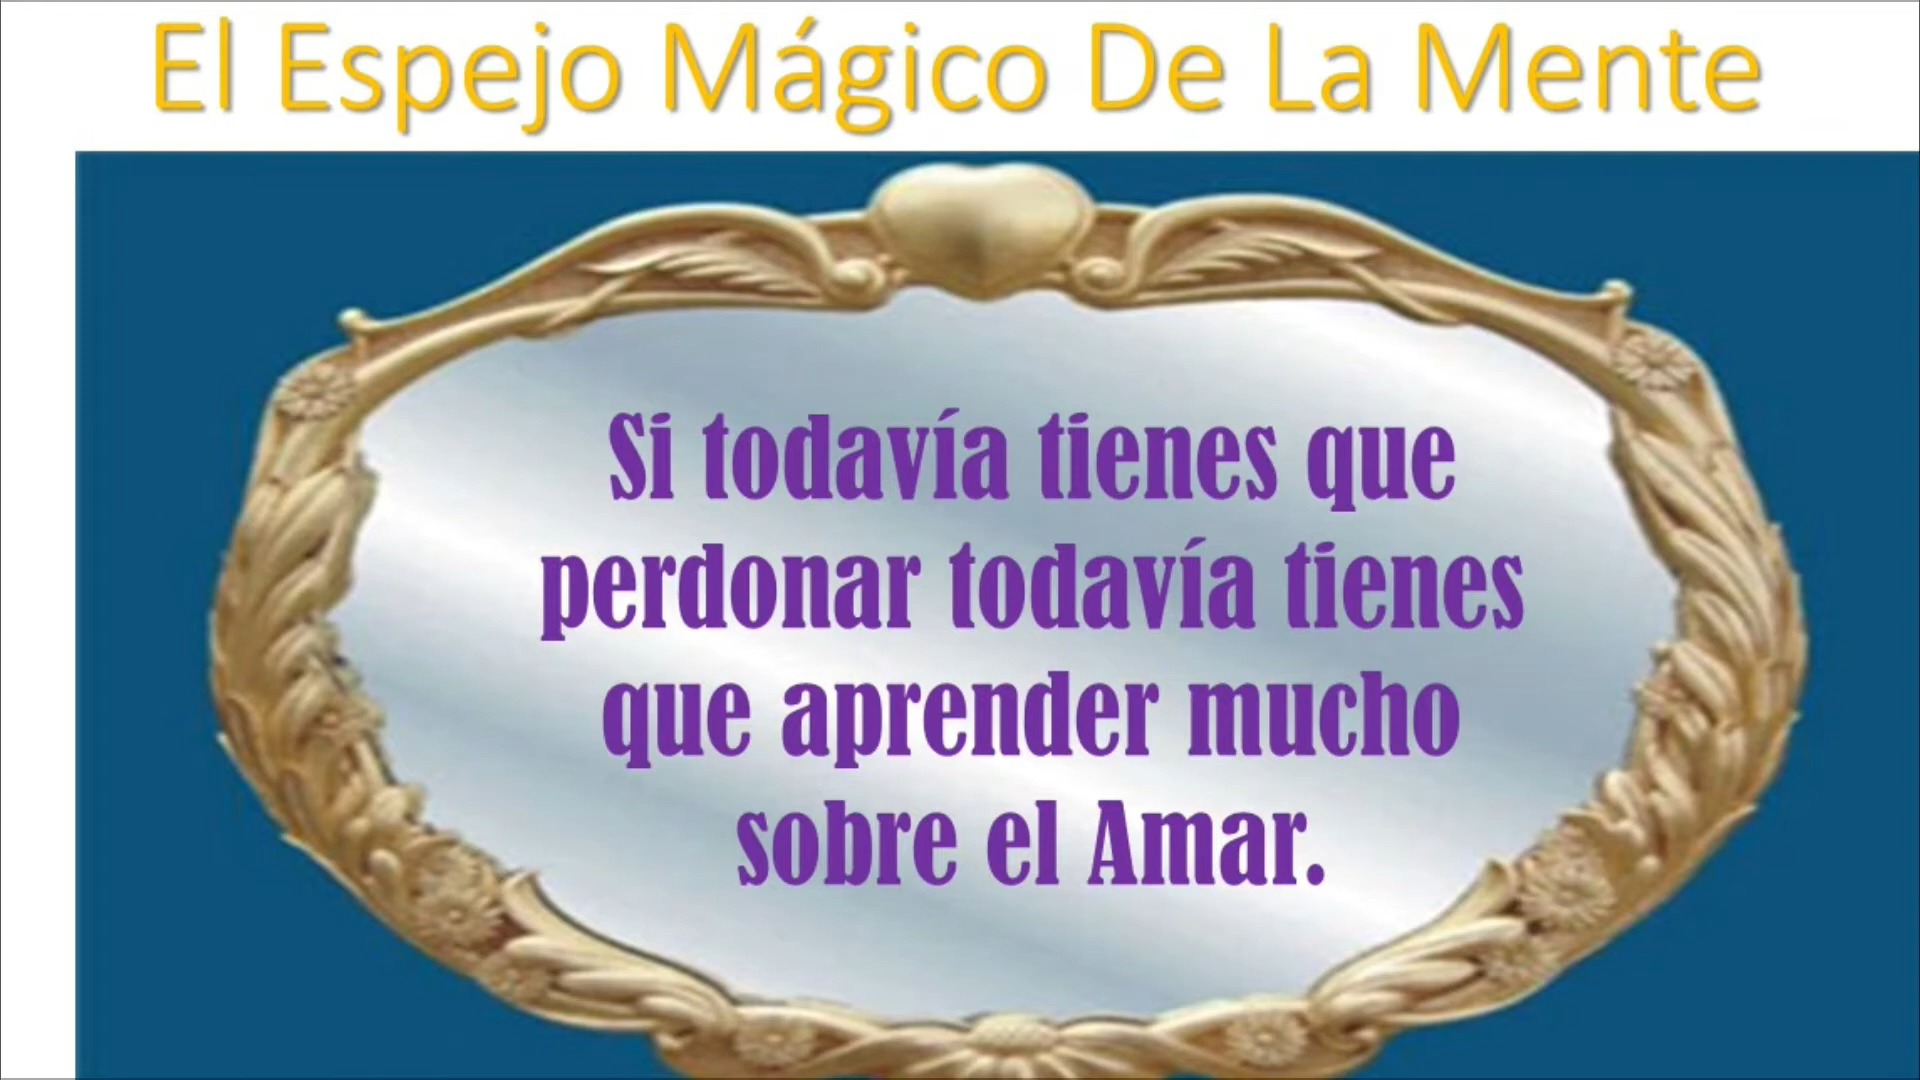 El Espejo Mágico De La Mente
Si todavía tienes que
perdonar todavía tienes
que aprender mucho
sobre el Amar.